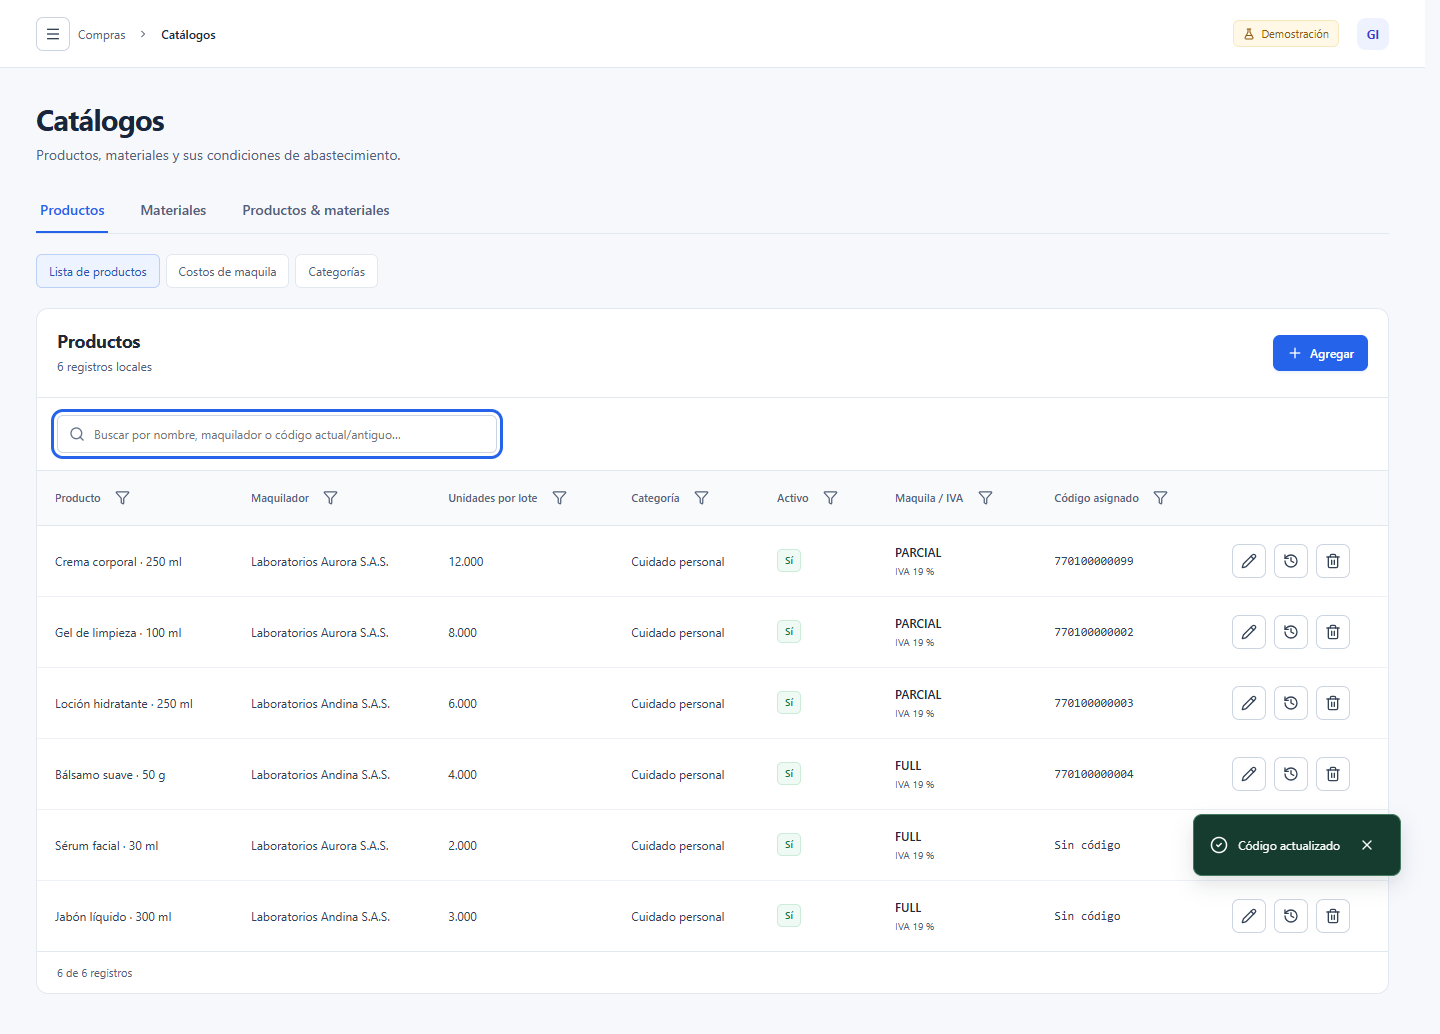 Compras > Catálogos
Demostración
GI
Catálogos
Productos, materiales y sus condiciones de abastecimiento.
Productos Materiales Productos & materiales
Lista de productos Costos de maquila Categorías
Productos
6 registros locales
+ Agregar
Buscar por nombre, maquilador o código actual/antiguo...
Producto Maquilador Unidades por lote Categoría Activo Maquila / IVA Código asignado
Crema corporal · 250 ml Laboratorios Aurora S.A.S. 12.000 Cuidado personal Sí PARCIAL IVA 19 % 770100000099
Gel de limpieza · 100 ml Laboratorios Aurora S.A.S. 8.000 Cuidado personal Sí PARCIAL IVA 19 % 770100000002
Loción hidratante · 250 ml Laboratorios Andina S.A.S. 6.000 Cuidado personal Sí PARCIAL IVA 19 % 770100000003
Bálsamo suave · 50 g Laboratorios Andina S.A.S. 4.000 Cuidado personal Sí FULL IVA 19 % 770100000004
Sérum facial · 30 ml Laboratorios Aurora S.A.S. 2.000 Cuidado personal Sí FULL IVA 19 % Sin código
Código actualizado
Jabón líquido · 300 ml Laboratorios Andina S.A.S. 3.000 Cuidado personal Sí FULL IVA 19 % Sin código
6 de 6 registros